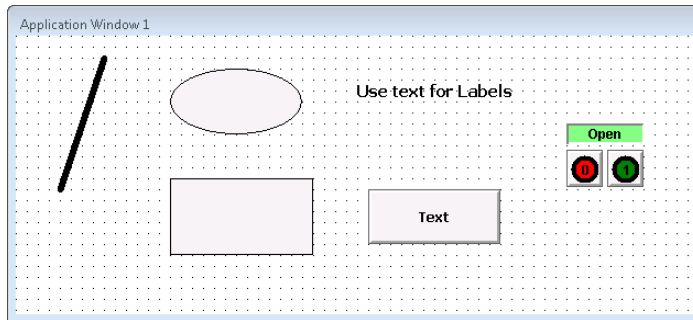 Application Window 1
Use text for Labels
Open
0 1
Text